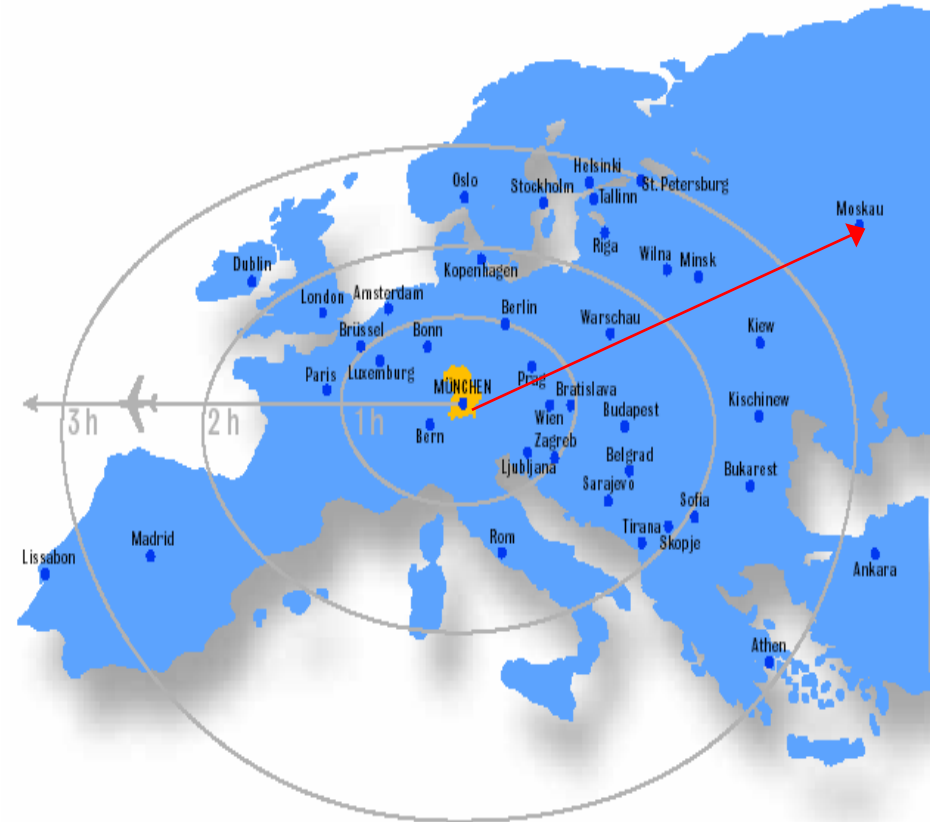 Helsinki
Oslo
Stockholm
St. Petersburg
Tallinn
Moskau
Riga
Wilna
Minsk
Dublin
Kopenhagen
London
Amsterdam
Berlin
Brüssel
Bonn
Warschau
Kiew
Paris
Luxemburg
Prag
MÜNCHEN
Bratislava
3h
2h
1h
Wien
Budapest
Kischinew
Bern
Zagreb
Ljubljana
Belgrad
Bukarest
Sarajevo
Sofia
Tirana
Skopje
Rom
Madrid
Lissabon
Ankara
Athen